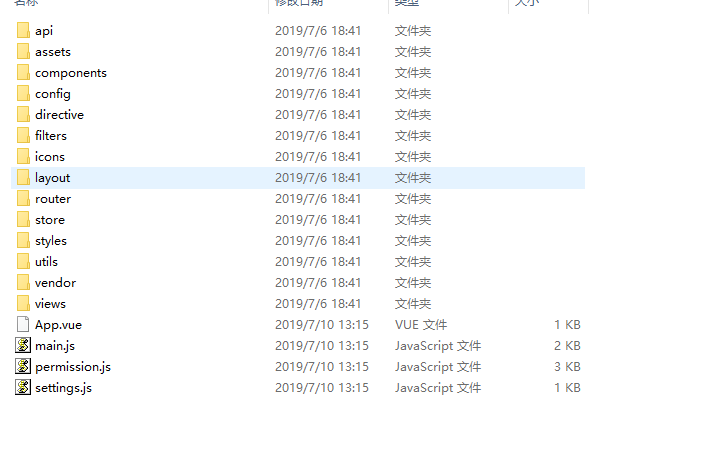 名称 修改日期 类型 大小
api 2019/7/6 18:41 文件夹
assets 2019/7/6 18:41 文件夹
components 2019/7/6 18:41 文件夹
config 2019/7/6 18:41 文件夹
directive 2019/7/6 18:41 文件夹
filters 2019/7/6 18:41 文件夹
icons 2019/7/6 18:41 文件夹
layout 2019/7/6 18:41 文件夹
router 2019/7/6 18:41 文件夹
store 2019/7/6 18:41 文件夹
styles 2019/7/6 18:41 文件夹
utils 2019/7/6 18:41 文件夹
vendor 2019/7/6 18:41 文件夹
views 2019/7/6 18:41 文件夹
App.vue 2019/7/10 13:15 VUE 文件 1 KB
main.js 2019/7/10 13:15 JavaScript 文件 2 KB
permission.js 2019/7/10 13:15 JavaScript 文件 3 KB
settings.js 2019/7/10 13:15 JavaScript 文件 1 KB